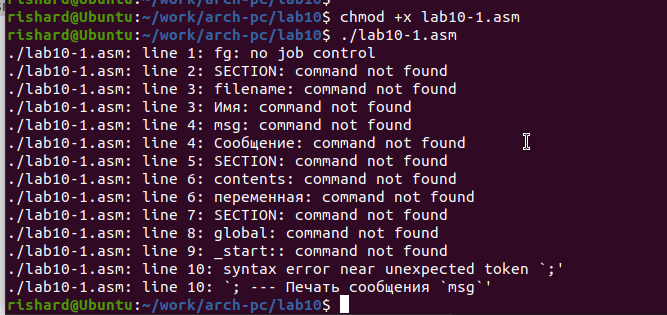 rishard@Ubuntu:~/work/arch-pc/lab10$ chmod +x lab10-1.asm
rishard@Ubuntu:~/work/arch-pc/lab10$ ./lab10-1.asm
./lab10-1.asm: line 1: fg: no job control
./lab10-1.asm: line 2: SECTION: command not found
./lab10-1.asm: line 3: filename: command not found
./lab10-1.asm: line 3: Имя: command not found
./lab10-1.asm: line 4: msg: command not found
./lab10-1.asm: line 4: Сообщение: command not found
./lab10-1.asm: line 5: SECTION: command not found
./lab10-1.asm: line 6: contents: command not found
./lab10-1.asm: line 6: переменная: command not found
./lab10-1.asm: line 7: SECTION: command not found
./lab10-1.asm: line 8: global: command not found
./lab10-1.asm: line 9: _start:: command not found
./lab10-1.asm: line 10: syntax error near unexpected token `;'
./lab10-1.asm: line 10: `; --- Печать сообщения `msg`'
rishard@Ubuntu:~/work/arch-pc/lab10$